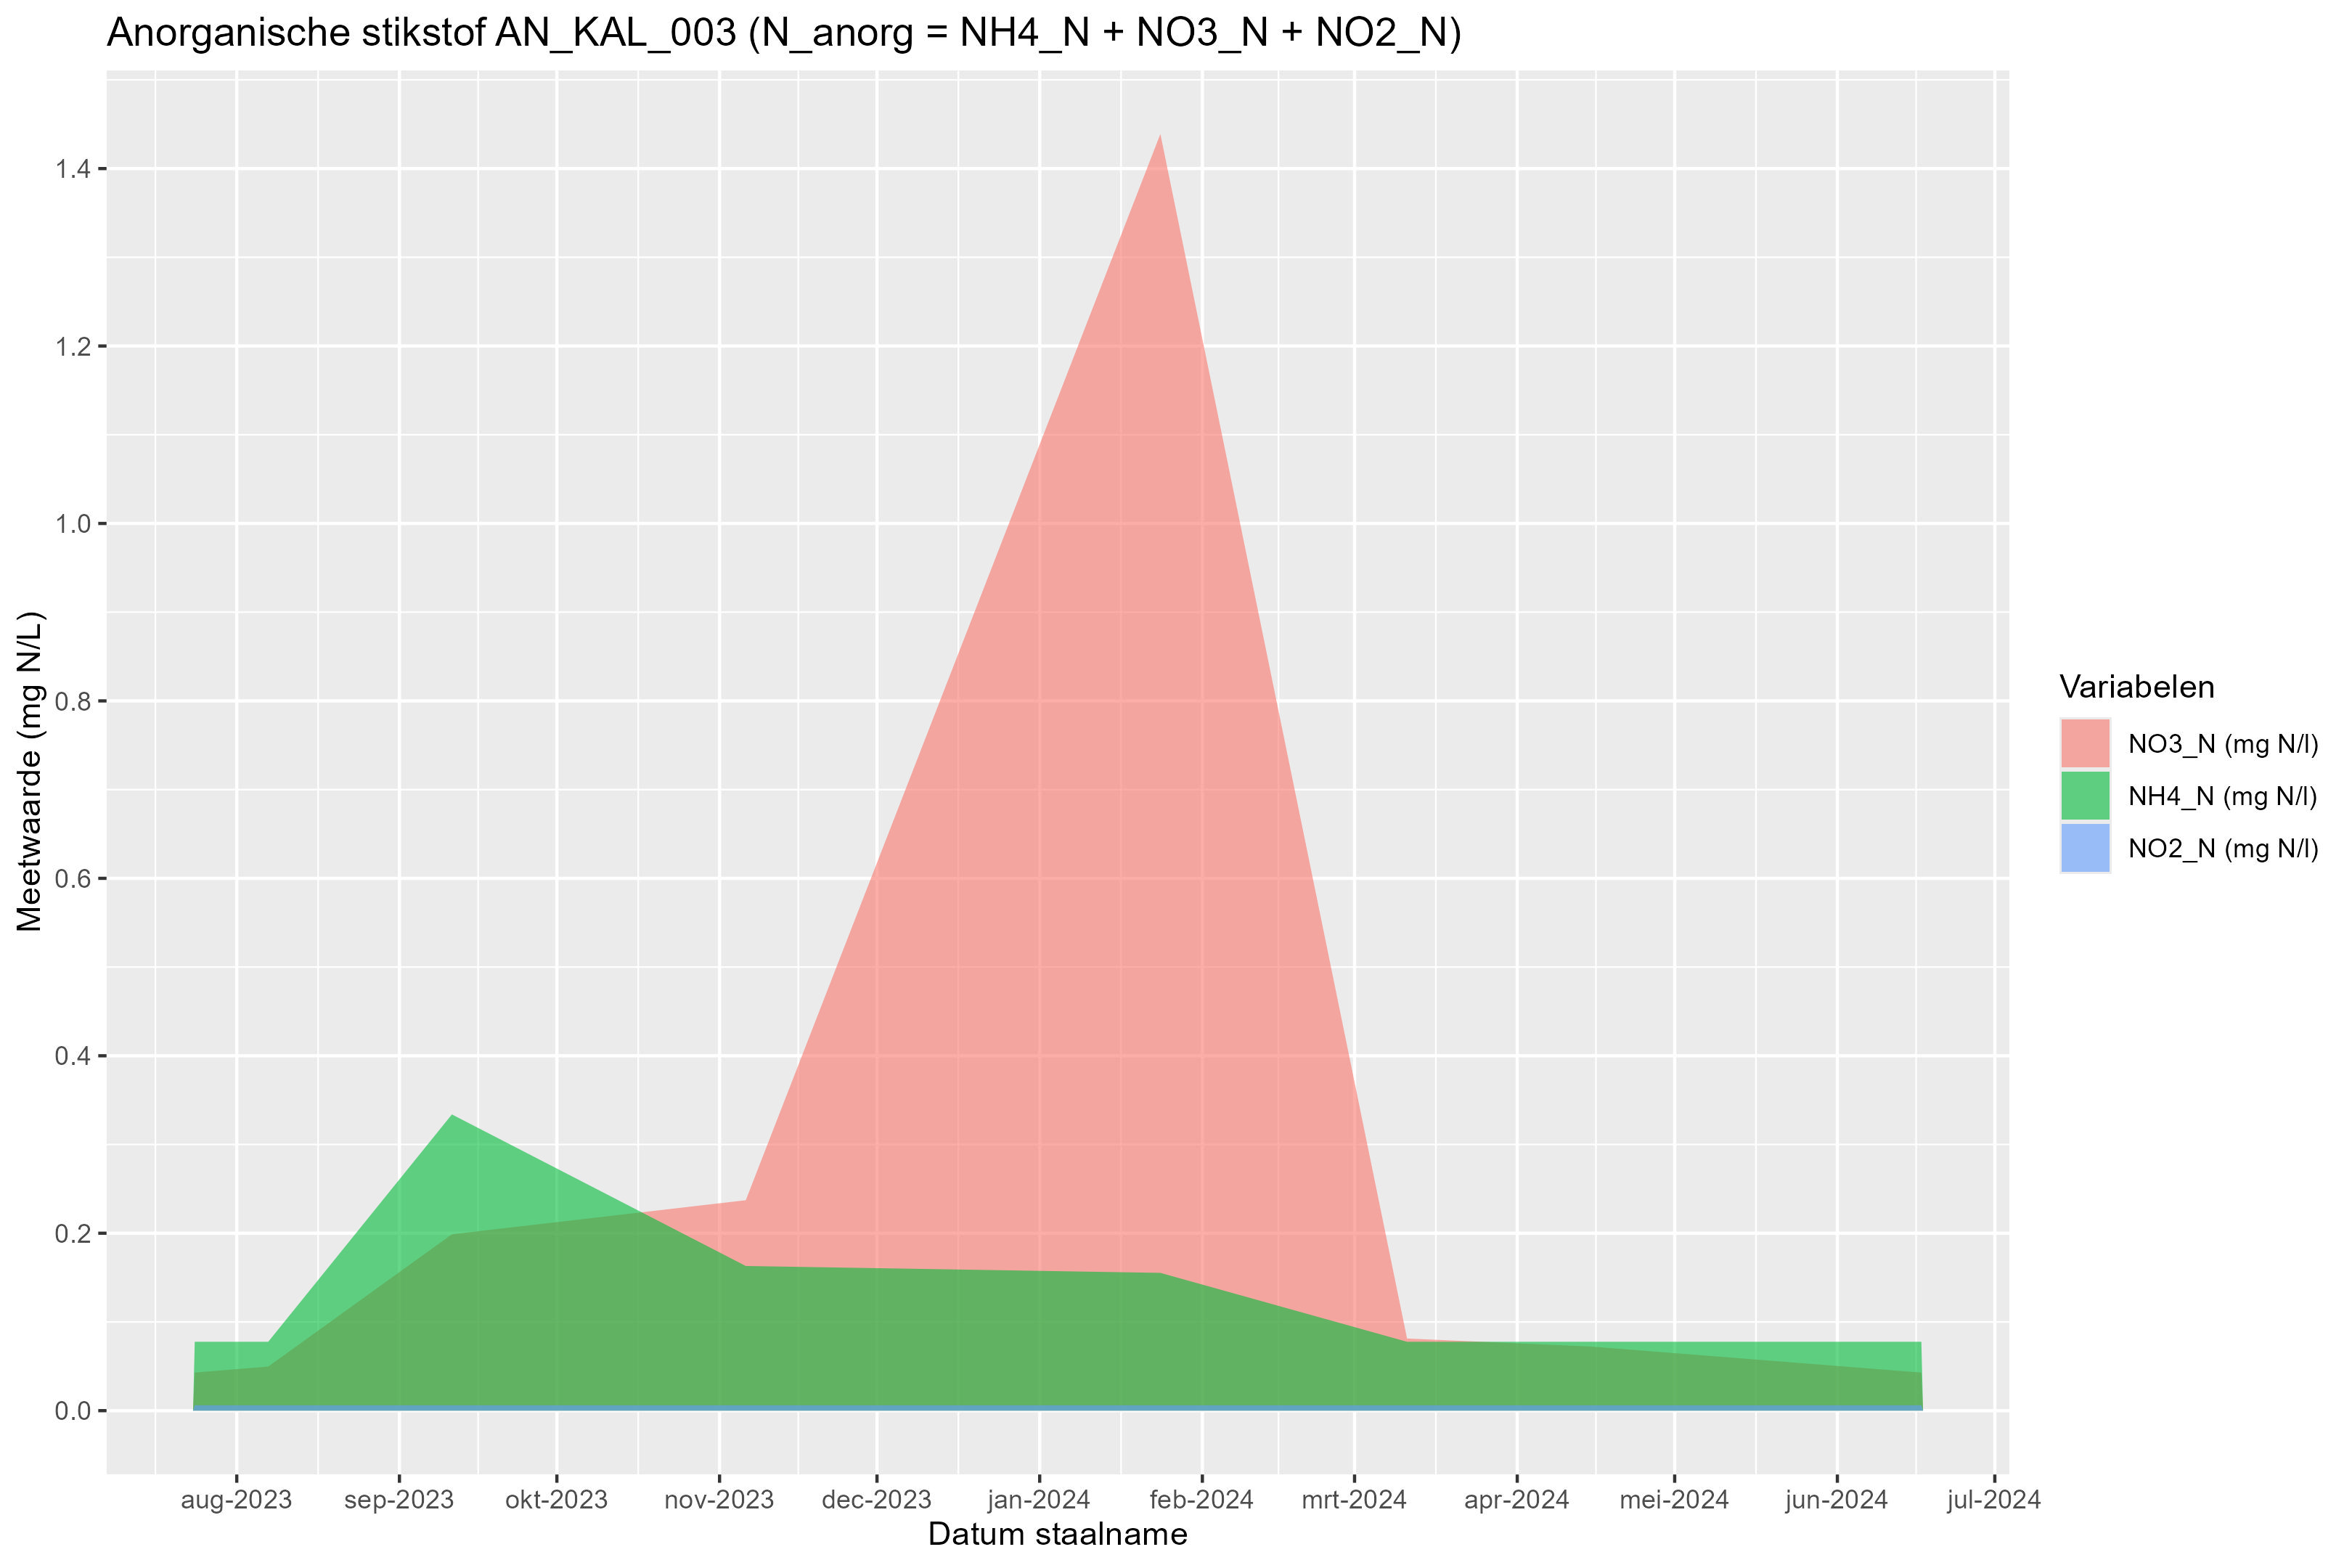 Anorganische stikstof AN_KAL_003 (N_anorg = NH4_N + NO3_N + NO2_N)
Meetwaarde (mg N/L)
1.4
1.2
1.0
0.8
0.6
0.4
0.2
0.0
aug-2023 sep-2023 okt-2023 nov-2023 dec-2023 jan-2024 feb-2024 mrt-2024 apr-2024 mei-2024 jun-2024 jul-2024
Datum staalname
Variabelen
NO3_N (mg N/l)
NH4_N (mg N/l)
NO2_N (mg N/l)